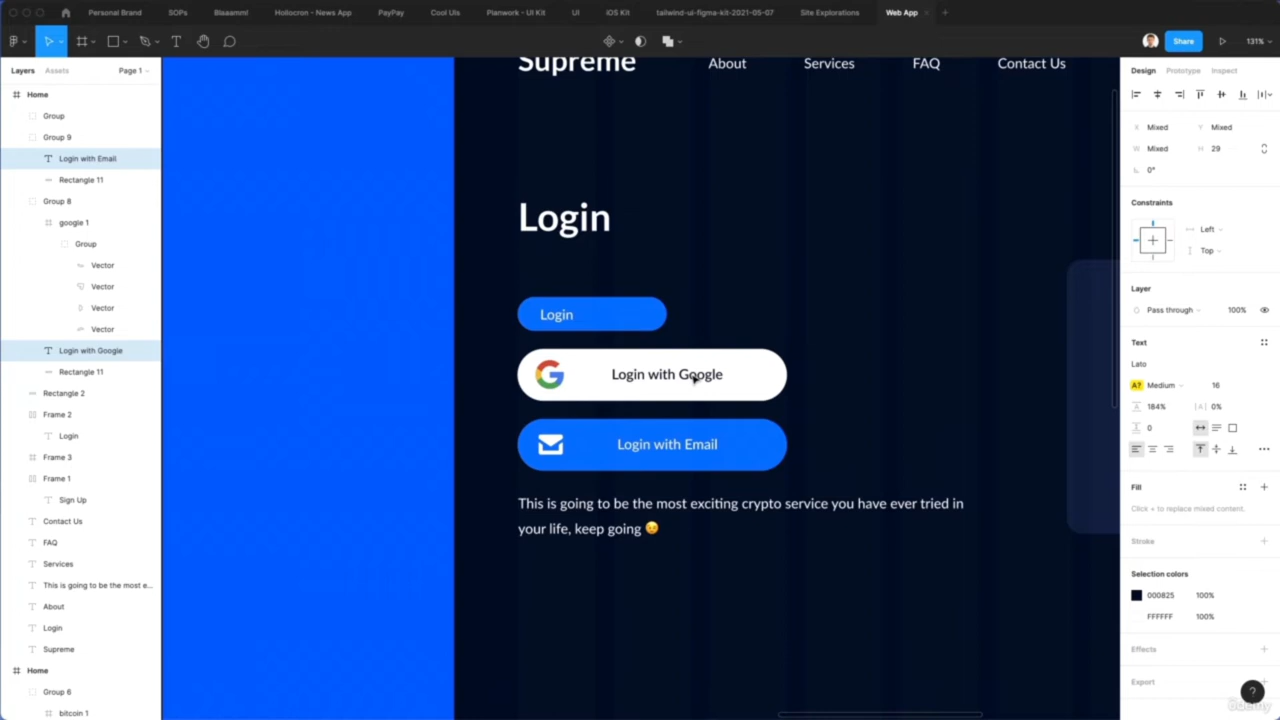 Personal Brand SOPs Blaaaml! Hollocron - News App PayPay Cool UIs Planwork - UI Kit UI iOS Kit tailwind-ui-figma-kit-2021-05-07 Site Explorations Web App
Share 131%
Layers Assets Page 1
Home
Group
Group 9
Login with Email
Rectangle 11
Group 8
google 1
Group
Vector
Vector
Vector
Vector
Login with Google
Rectangle 11
Rectangle 2
Frame 2
Login
Frame 3
Frame 1
Sign Up
Contact Us
FAQ
Services
This is going to be the most e...
About
Login
Supreme
Home
Group 6
bitcoin 1
Supreme About Services FAQ Contact Us
Login
Login
Login with Google
Login with Email
This is going to be the most exciting crypto service you have ever tried in
your life, keep going 😉
Design Prototype Inspect
X Mixed Y Mixed
W Mixed H 29
0°
Constraints
Left
Top
Layer
Pass through 100%
Text
Lato
A? Medium 16
184% |A| 0%
0
Fill
Click + to replace mixed content.
Stroke
Selection colors
000825 100%
FFFFFF 100%
Effects
Export
?
ûdemy